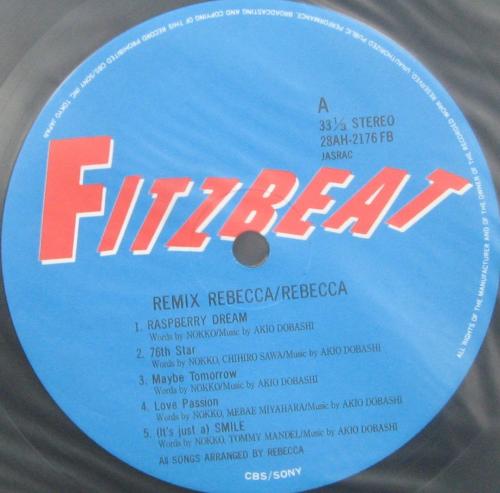 ALL RIGHTS OF THE MANUFACTURER AND OF THE OWNER OF THE RECORDED WORK RESERVED. UNAUTHORIZED PUBLIC PERFORMANCE, BROADCASTING AND COPYING OF THIS RECORD PROHIBITED CBS/SONY INC. TOKYO JAPAN
A
33 1/3 STEREO
28AH-2176 FB
JASRAC
FITZBEAT
REMIX REBECCA/REBECCA
1. RASPBERRY DREAM
Words by NOKKO/Music by AKIO DOBASHI
2. 76th Star
Words by NOKKO, CHIHIRO SAWA/Music by AKIO DOBASHI
3. Maybe Tomorrow
Words by NOKKO/Music by AKIO DOBASHI
4. Love Passion
Words by NOKKO, MEBAE MIYAHARA/Music by AKIO DOBASHI
5. (It's just a) SMILE
Words by NOKKO, TOMMY MANDEL/Music by AKIO DOBASHI
All SONGS ARRANGED BY REBECCA
CBS/SONY